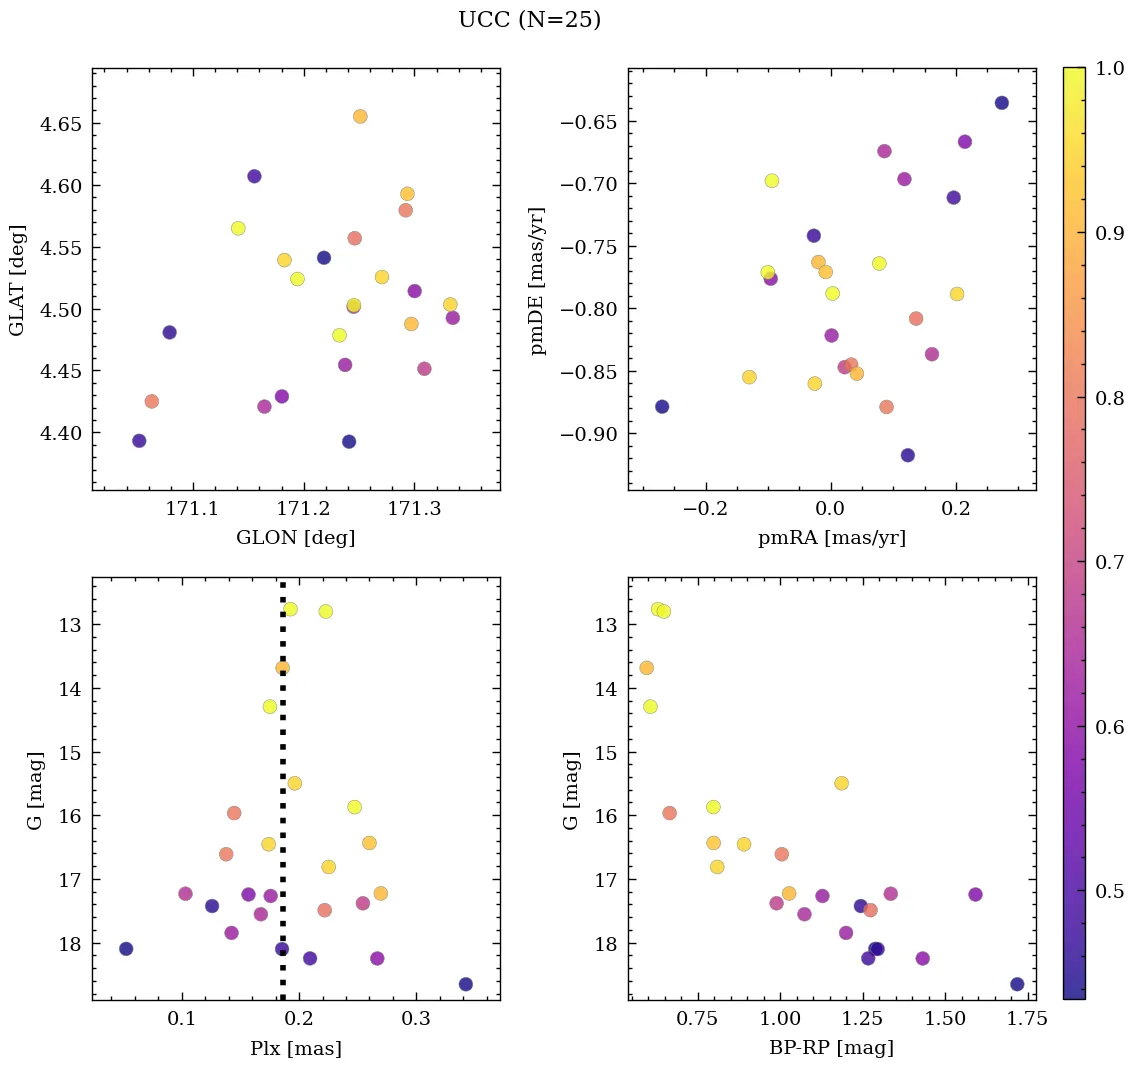 UCC (N=25)
4.65
4.60
4.55
4.50
4.45
4.40
GLAT [deg]
171.1 171.2 171.3
GLON [deg]
−0.65
−0.70
−0.75
−0.80
−0.85
−0.90
pmDE [mas/yr]
−0.2 0.0 0.2
pmRA [mas/yr]
13
14
15
16
17
18
G [mag]
0.1 0.2 0.3
Plx [mas]
13
14
15
16
17
18
G [mag]
0.75 1.00 1.25 1.50 1.75
BP-RP [mag]
1.0
0.9
0.8
0.7
0.6
0.5